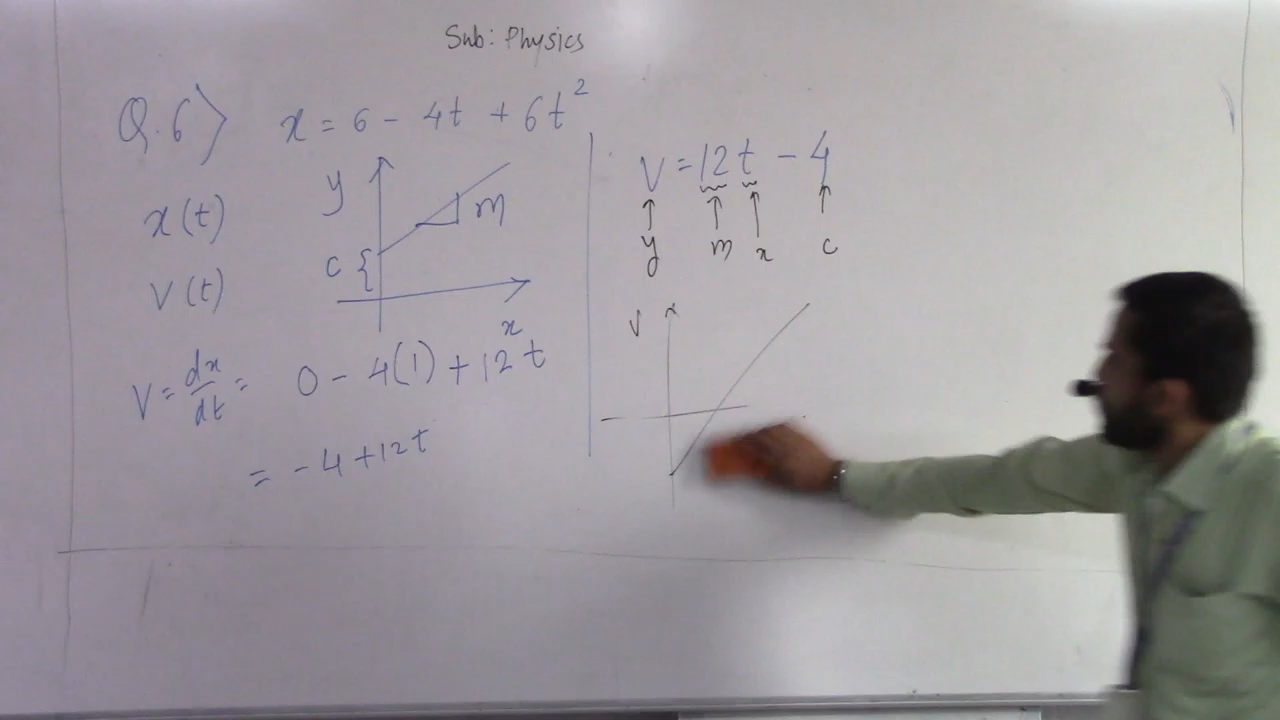 Sub: Physics
Q.6> x = 6 - 4t + 6t²
x(t)
V(t)
y
m
c {
x
V = dx/dt = 0 - 4(1) + 12t
= -4 + 12t
V = 12t - 4
y m x c
V